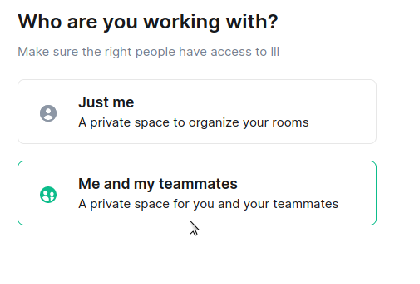 Who are you working with?
Make sure the right people have access to III
Just me
A private space to organize your rooms
Me and my teammates
A private space for you and your teammates